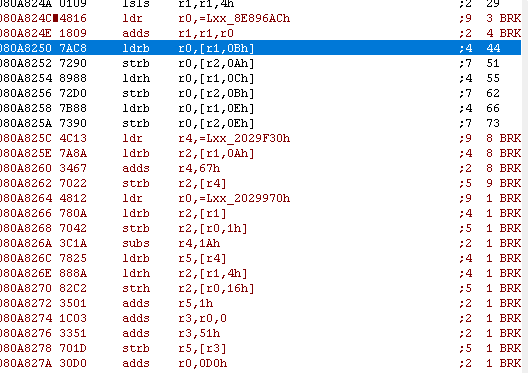 080A824A 0109 lsls r1,r1,4h ;2 29
080A824C 4816 ldr r0,=Lxx_8E896ACh ;9 3 BRK
080A824E 1809 adds r1,r1,r0 ;2 4 BRK
080A8250 7AC8 ldrb r0,[r1,0Bh] ;4 44
080A8252 7290 strb r0,[r2,0Ah] ;7 51
080A8254 8988 ldrh r0,[r1,0Ch] ;4 55
080A8256 72D0 strb r0,[r2,0Bh] ;7 62
080A8258 7B88 ldrb r0,[r1,0Eh] ;4 66
080A825A 7390 strb r0,[r2,0Eh] ;7 73
080A825C 4C13 ldr r4,=Lxx_2029F30h ;9 8 BRK
080A825E 7A8A ldrb r2,[r1,0Ah] ;4 8 BRK
080A8260 3467 adds r4,67h ;2 8 BRK
080A8262 7022 strb r2,[r4] ;5 9 BRK
080A8264 4812 ldr r0,=Lxx_2029970h ;9 1 BRK
080A8266 780A ldrb r2,[r1] ;4 1 BRK
080A8268 7042 strb r2,[r0,1h] ;5 1 BRK
080A826A 3C1A subs r4,1Ah ;2 1 BRK
080A826C 7825 ldrb r5,[r4] ;4 1 BRK
080A826E 888A ldrh r2,[r1,4h] ;4 1 BRK
080A8270 82C2 strh r2,[r0,16h] ;5 1 BRK
080A8272 3501 adds r5,1h ;2 1 BRK
080A8274 1C03 adds r3,r0,0 ;2 1 BRK
080A8276 3351 adds r3,51h ;2 1 BRK
080A8278 701D strb r5,[r3] ;5 1 BRK
080A827A 30D0 adds r0,0D0h ;2 1 BRK